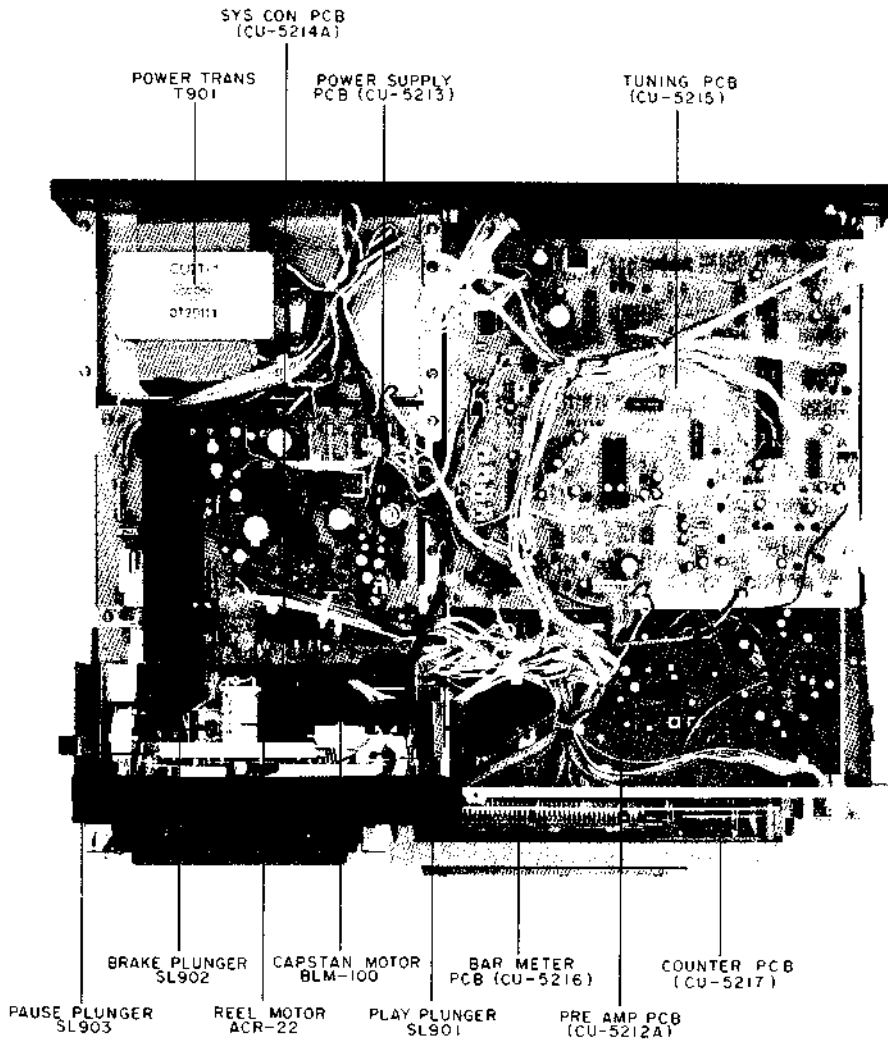 SYS CON PCB
(CU-5214A)
POWER TRANS
T901
POWER SUPPLY
PCB (CU-5213)
TUNING PCB
(CU-5215)
BRAKE PLUNGER
SL902
CAPSTAN MOTOR
BLM-100
BAR METER
PCB (CU-5216)
COUNTER PCB
(CU-5217)
PAUSE PLUNGER
SL903
REEL MOTOR
ACR-22
PLAY PLUNGER
SL901
PRE AMP PCB
(CU-5212A)